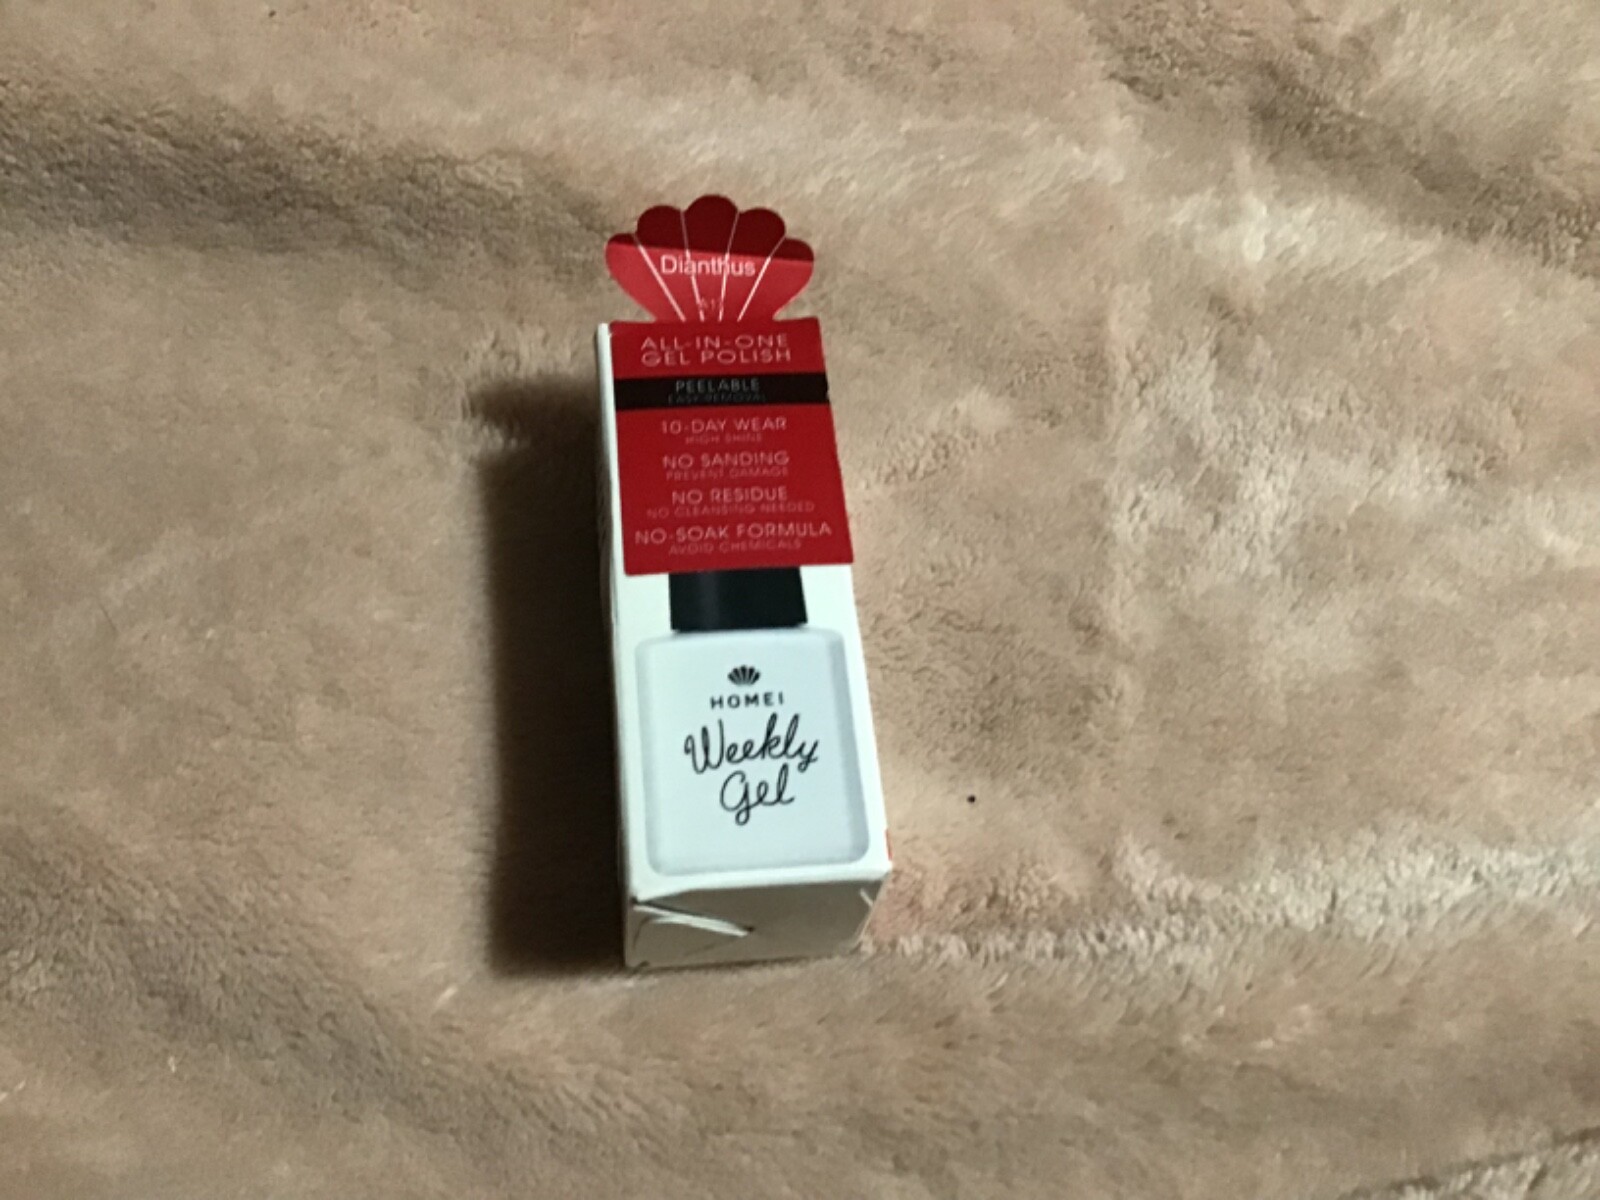 Dianthus
ALL-IN-ONE
GEL POLISH
PEELABLE
EASY REMOVAL
10-DAY WEAR
HIGH SHINE
NO SANDING
PREVENT DAMAGE
NO RESIDUE
NO CLEANSING NEEDED
NO-SOAK FORMULA
AVOID CHEMICALS
HOMEI
Weekly
Gel